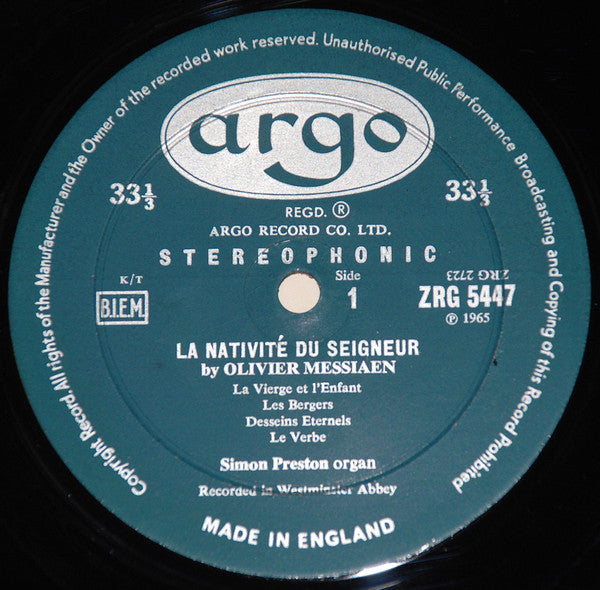 Copyright Record All rights of the Manufacturer and the Owner of the recorded work reserved. Unauthorised Public Performance Broadcasting and Copying of this Record Prohibited
argo
33⅓
33⅓
REGD. ®
ARGO RECORD CO. LTD.
STEREOPHONIC
K/T
B.I.E.M.
Side
1
ZRG 2723
ZRG 5447
℗ 1965
LA NATIVITÉ DU SEIGNEUR
by OLIVIER MESSIAEN
La Vierge et l'Enfant
Les Bergers
Desseins Eternels
Le Verbe
Simon Preston organ
Recorded in Westminster Abbey
MADE IN ENGLAND